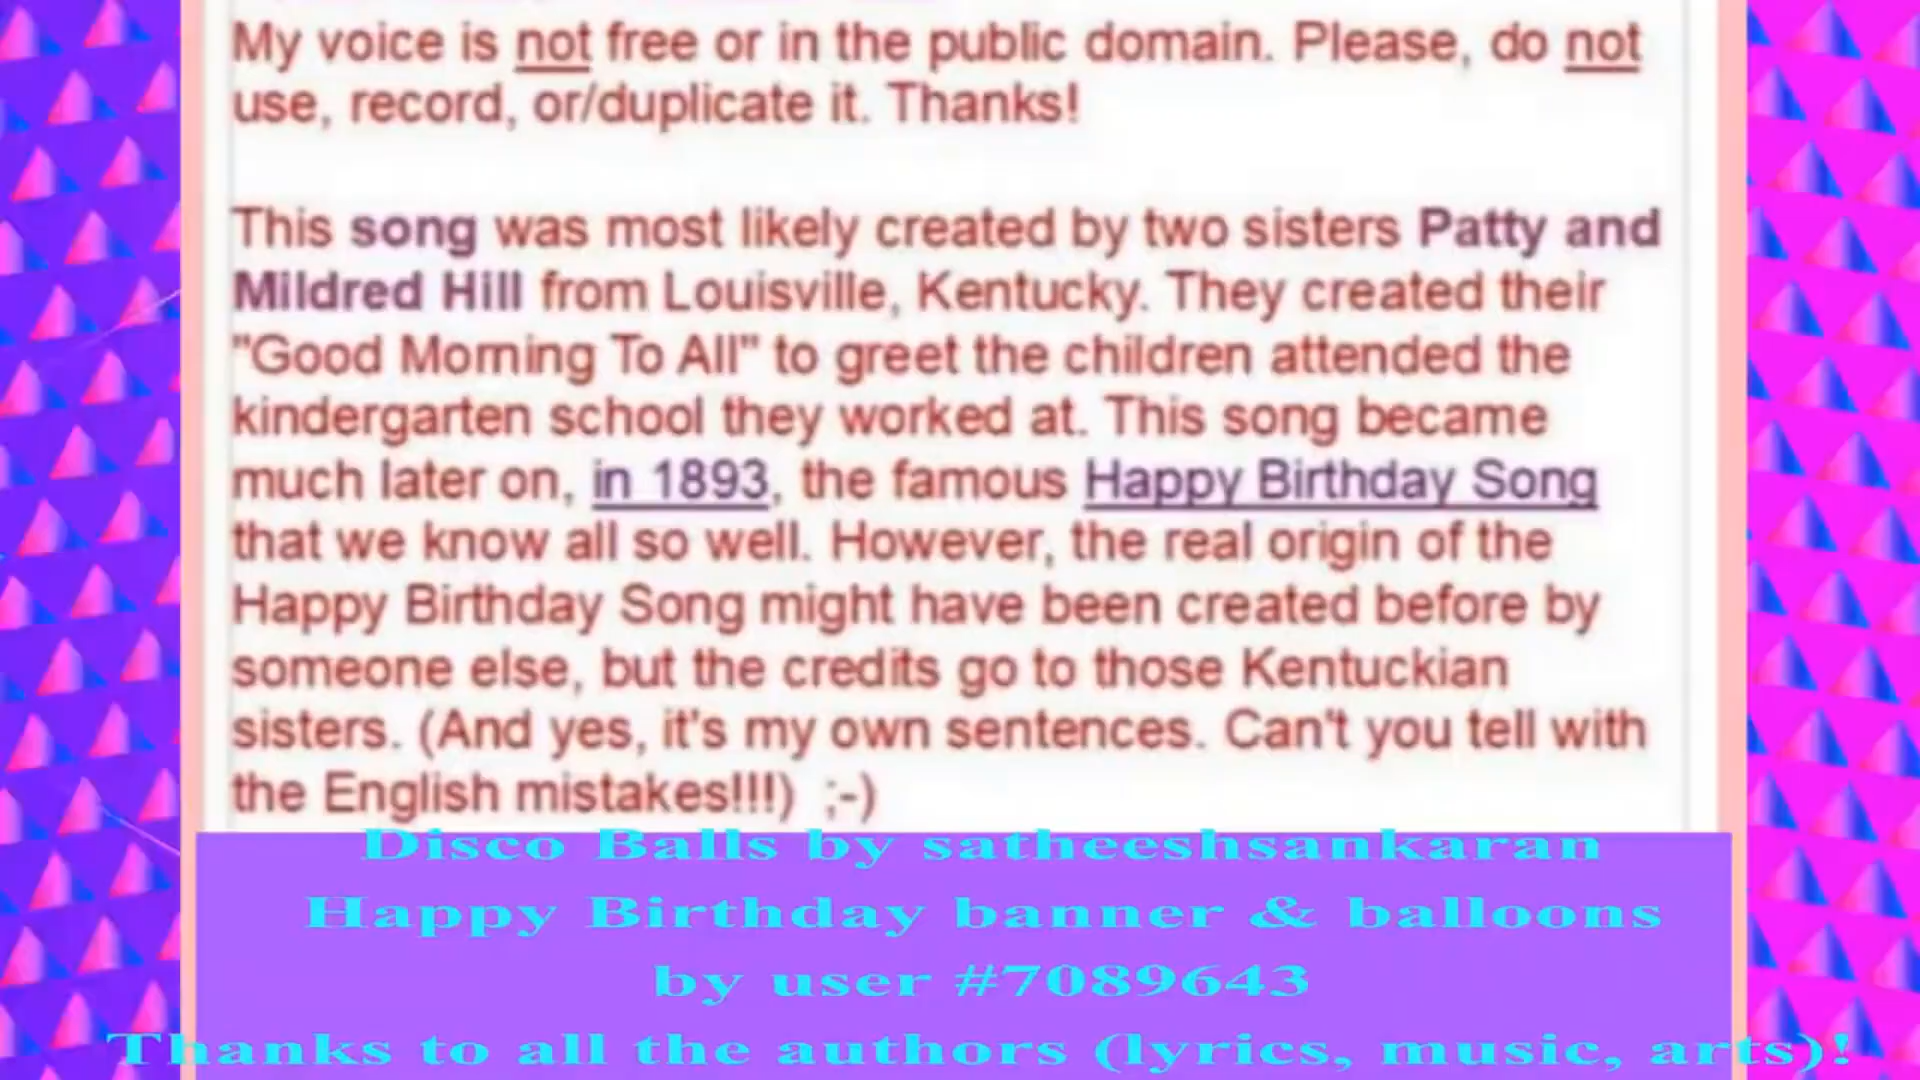 My voice is not free or in the public domain. Please, do not
use, record, or/duplicate it. Thanks!
This song was most likely created by two sisters Patty and
Mildred Hill from Louisville, Kentucky. They created their
"Good Morning To All" to greet the children attended the
kindergarten school they worked at. This song became
much later on, in 1893, the famous Happy Birthday Song
that we know all so well. However, the real origin of the
Happy Birthday Song might have been created before by
someone else, but the credits go to those Kentuckian
sisters. (And yes, it's my own sentences. Can't you tell with
the English mistakes!!!) ;-)
Disco Balls by satheeshsankaran
Happy Birthday banner & balloons
by user #7089643
Thanks to all the authors (lyrics, music, arts)!